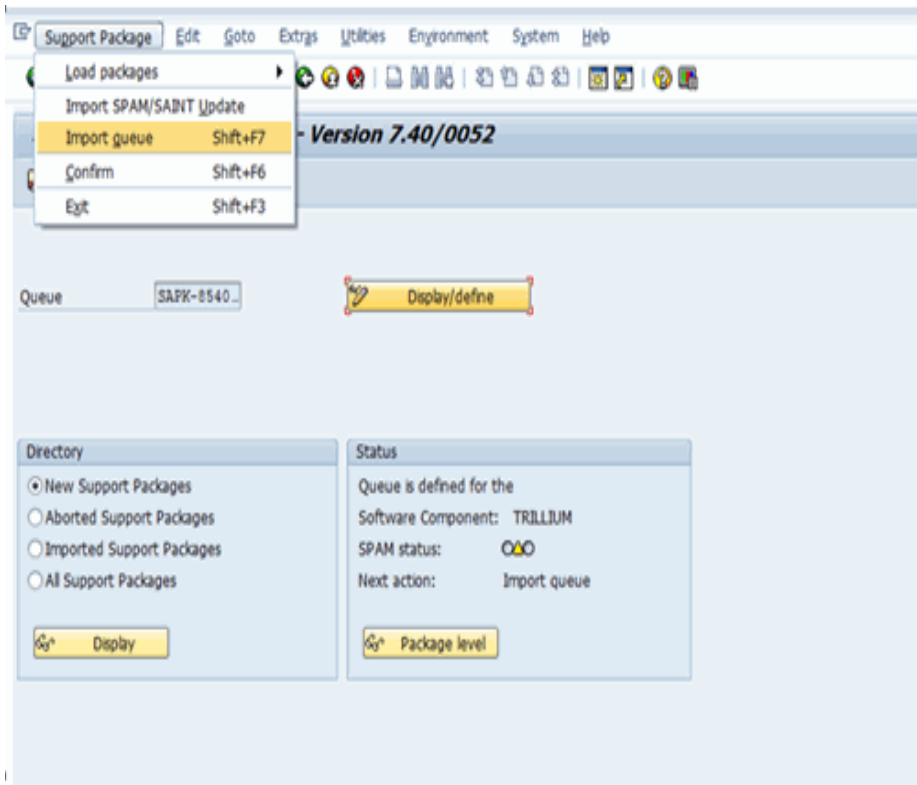 Support Package Edit Goto Extras Utilities Environment System Help
Load packages
Import SPAM/SAINT Update
Import queue Shift+F7
- Version 7.40/0052
Confirm Shift+F6
Exit Shift+F3
Queue SAPK-8540.. Display/define
Directory
New Support Packages
Aborted Support Packages
Imported Support Packages
All Support Packages
Display
Status
Queue is defined for the
Software Component: TRILLIUM
SPAM status:
Next action: Import queue
Package level